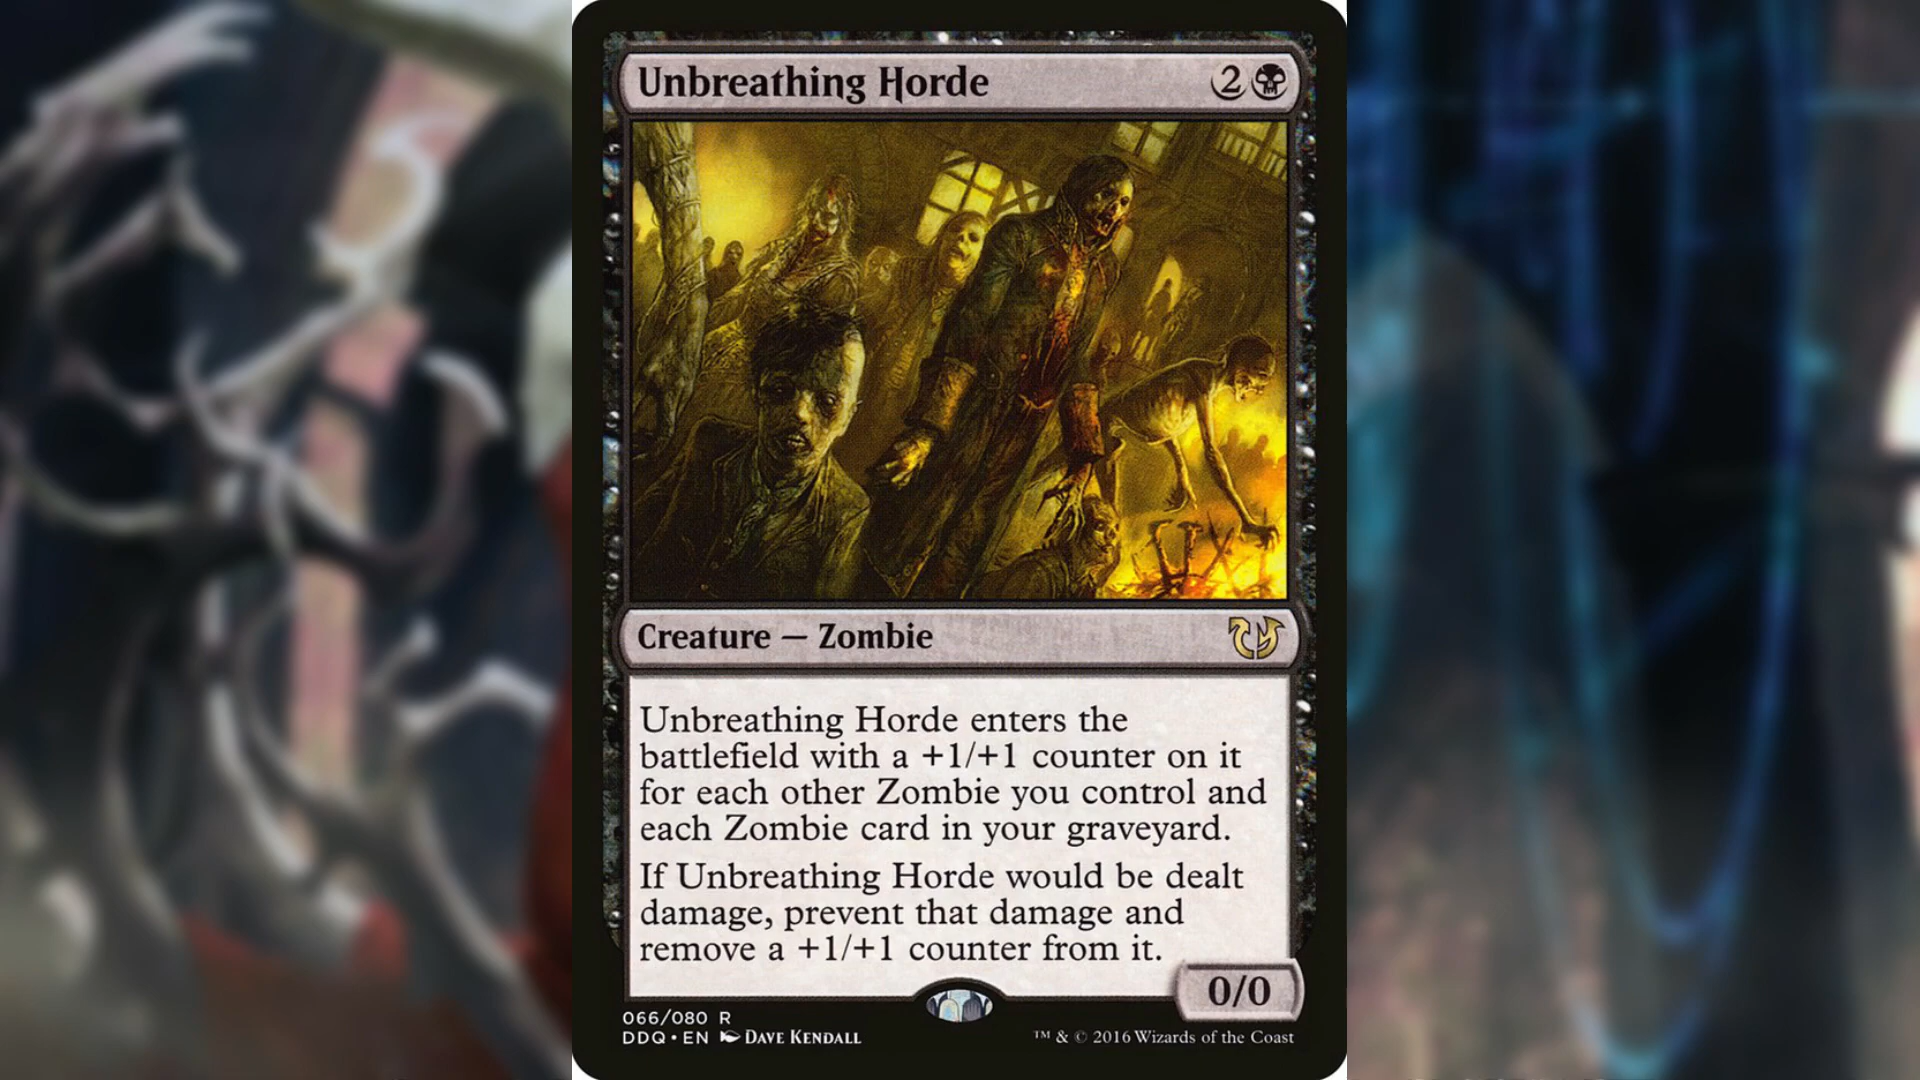 Unbreathing Horde 2
Creature — Zombie
Unbreathing Horde enters the
battlefield with a +1/+1 counter on it
for each other Zombie you control and
each Zombie card in your graveyard.
If Unbreathing Horde would be dealt
damage, prevent that damage and
remove a +1/+1 counter from it.
0/0
066/080 R
DDQ • EN DAVE KENDALL
™ & © 2016 Wizards of the Coast